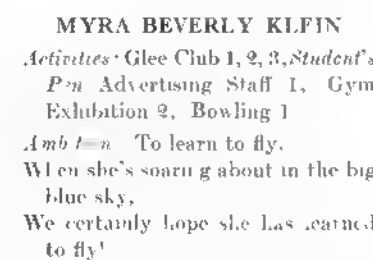 MYRA BEVERLY KLEIN
Activities: Glee Club 1, 2, 3, Student's
Pen Advertising Staff 1, Gym
Exhibition 2, Bowling 1
Ambition To learn to fly.
When she's soaring about in the big
blue sky,
We certainly hope she has learned
to fly!